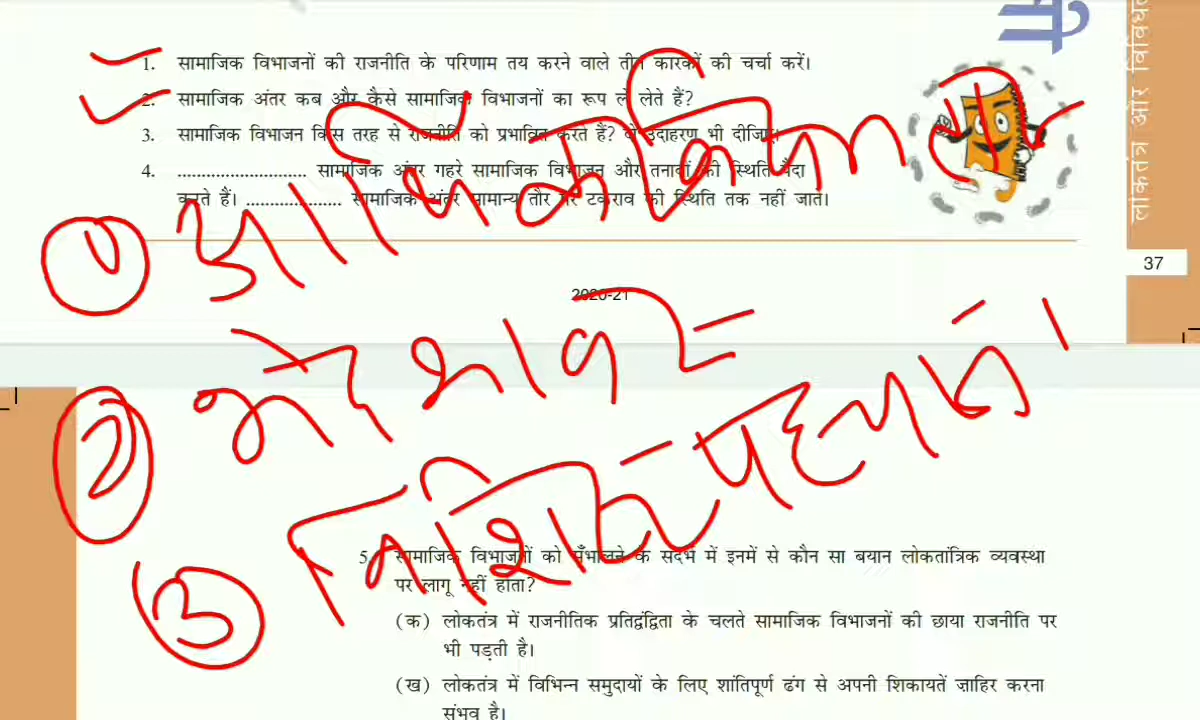 1. सामाजिक विभाजनों की राजनीति के परिणाम तय करने वाले तीन कारकों की चर्चा करें।
2. सामाजिक अंतर कब और कैसे सामाजिक विभाजनों का रूप ले लेते हैं?
3. सामाजिक विभाजन किस तरह से राजनीति को प्रभावित करते हैं? दो उदाहरण भी दीजिए।
4. ........................... सामाजिक अंतर गहरे सामाजिक विभाजन और तनावों की स्थिति पैदा
करते हैं। .................... सामाजिक अंतर सामान्य तौर पर टकराव की स्थिति तक नहीं जाते।
लोकतंत्र और विविधता
37
2020-21
1
2
3
5. सामाजिक विभाजनों को सँभालने के संदर्भ में इनमें से कौन सा बयान लोकतांत्रिक व्यवस्था
पर लागू नहीं होता?
(क) लोकतंत्र में राजनीतिक प्रतिद्वंद्विता के चलते सामाजिक विभाजनों की छाया राजनीति पर
भी पड़ती है।
(ख) लोकतंत्र में विभिन्न समुदायों के लिए शांतिपूर्ण ढंग से अपनी शिकायतें जाहिर करना
संभव है।